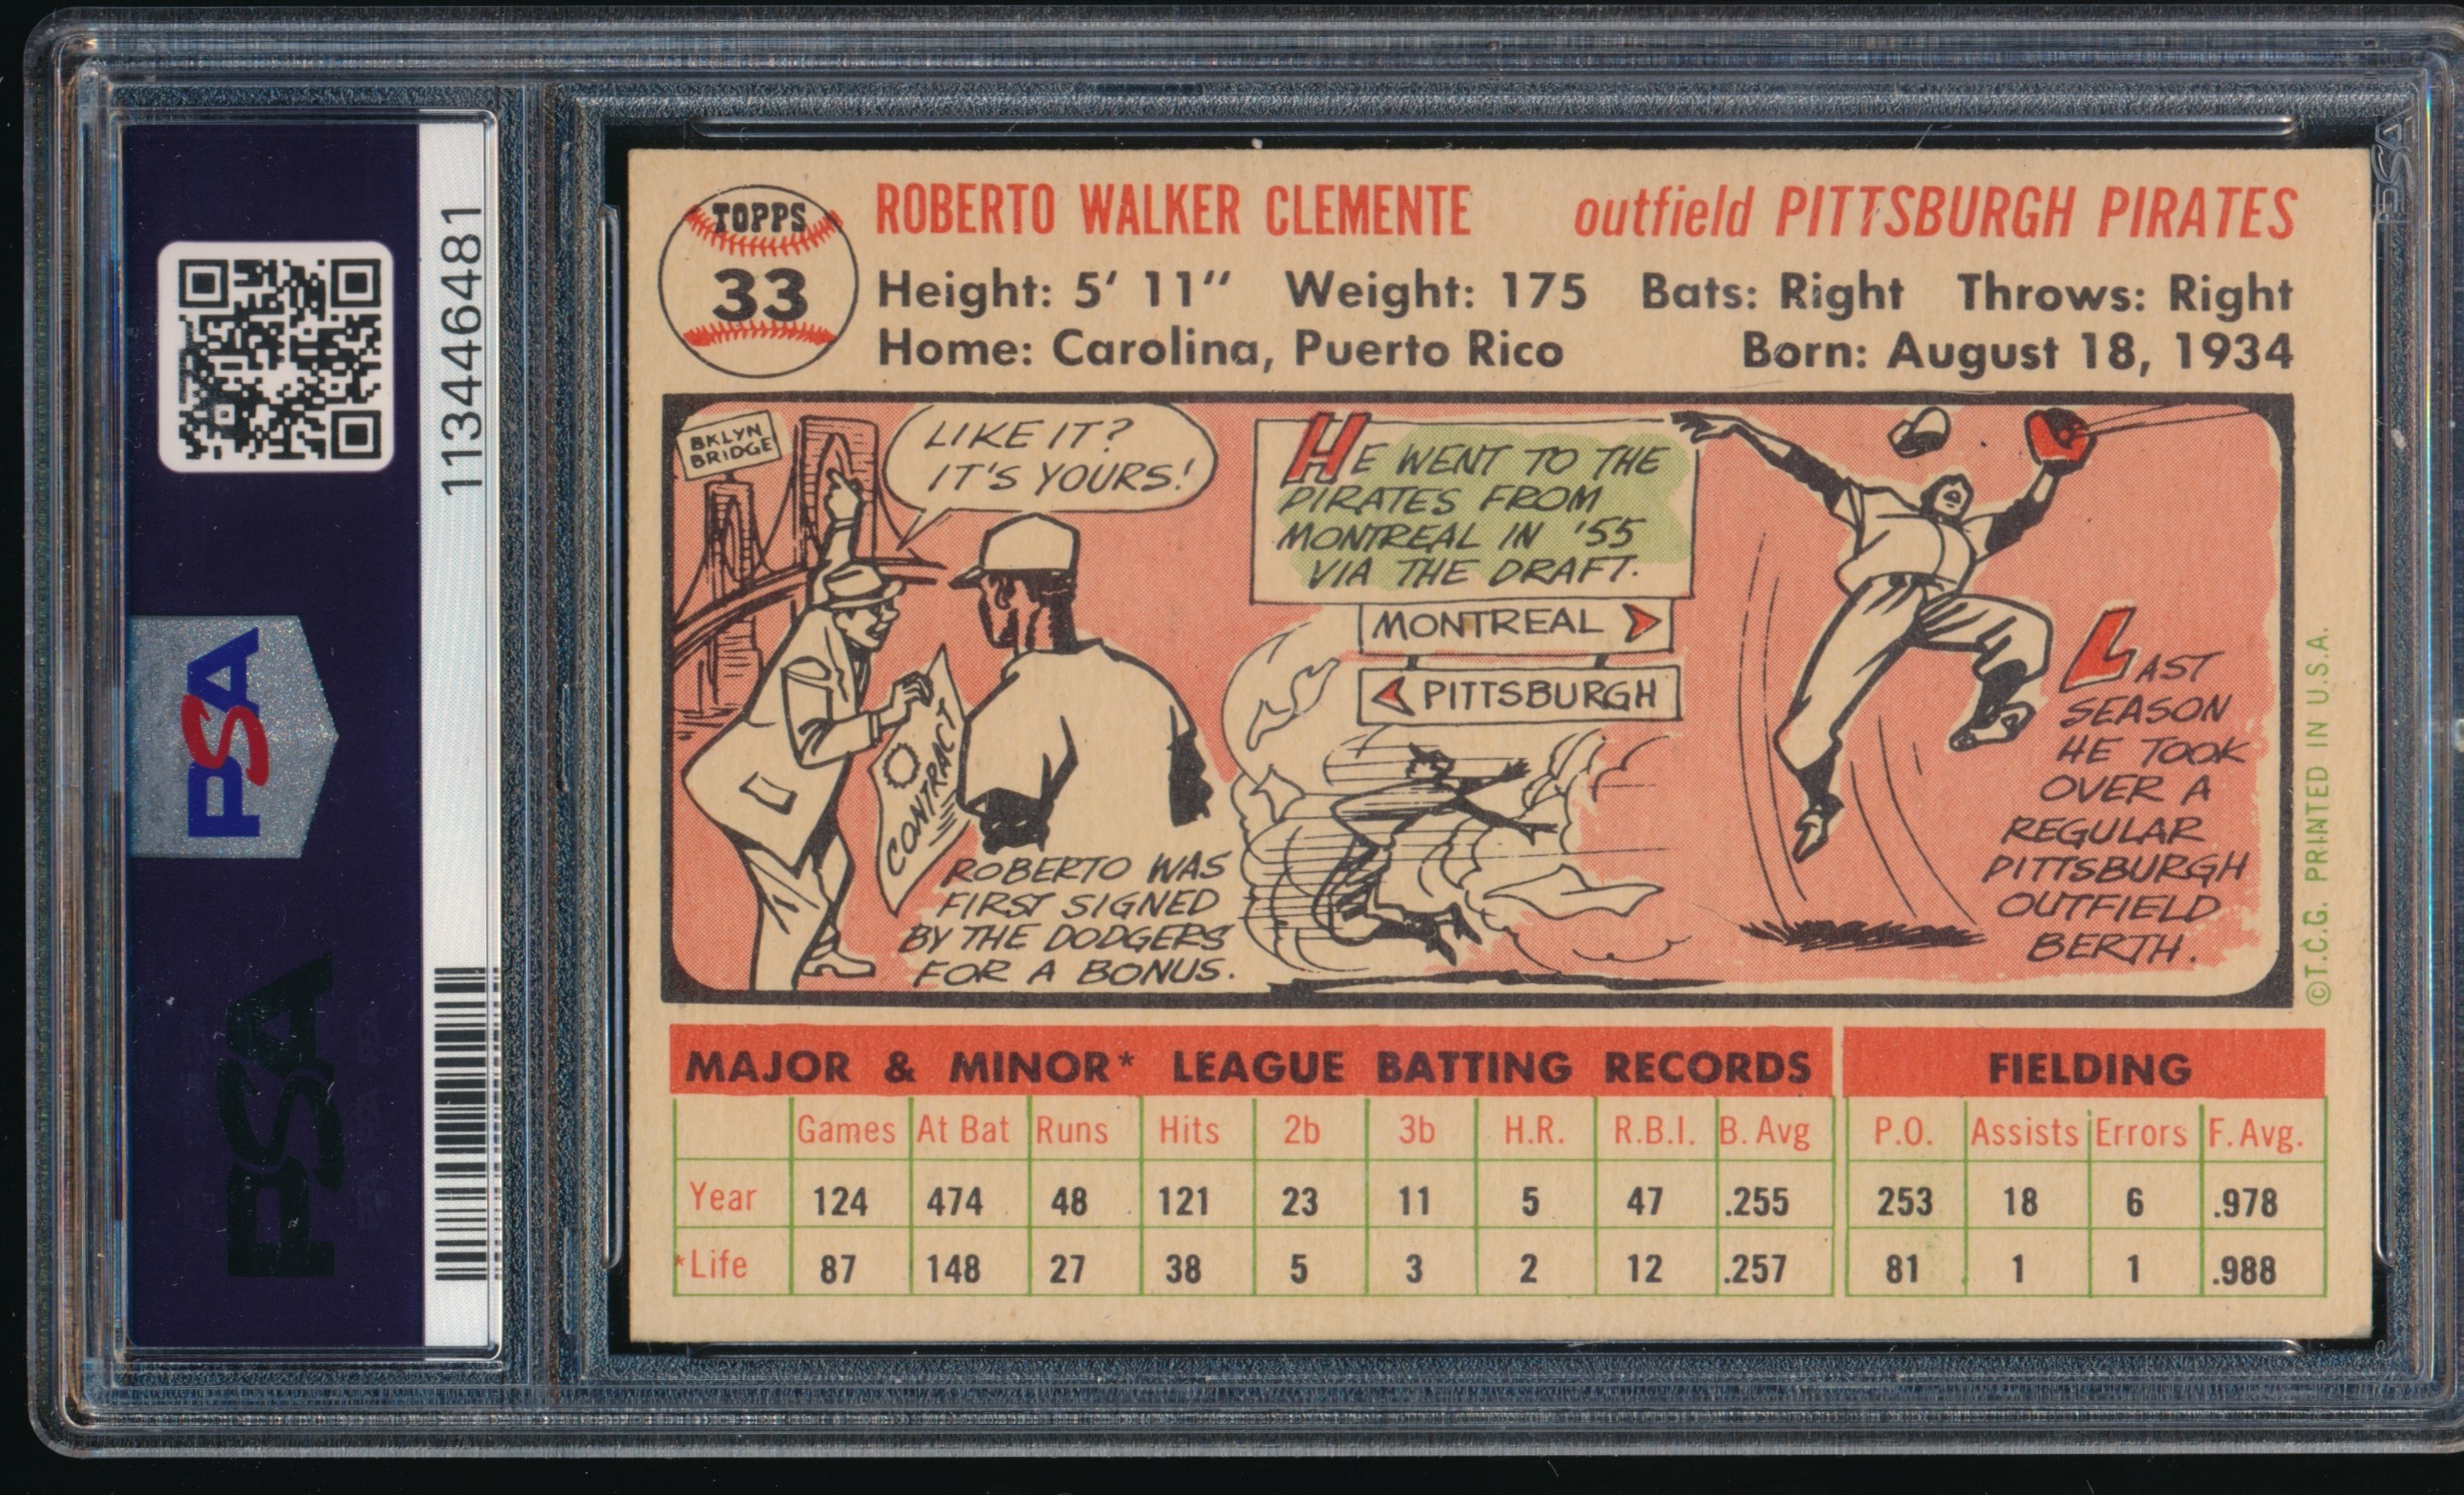 113446481
PSA
PSA
PSA
TOPPS
33
ROBERTO WALKER CLEMENTE outfield PITTSBURGH PIRATES
Height: 5' 11" Weight: 175 Bats: Right Throws: Right
Home: Carolina, Puerto Rico Born: August 18, 1934
BKLYN
BRIDGE
LIKE IT?
IT'S YOURS!
CONTRACT
ROBERTO WAS
FIRST SIGNED
BY THE DODGERS
FOR A BONUS.
HE WENT TO THE
PIRATES FROM
MONTREAL IN '55
VIA THE DRAFT.
MONTREAL
PITTSBURGH
LAST
SEASON
HE TOOK
OVER A
REGULAR
PITTSBURGH
OUTFIELD
BERTH.
©T.C.G. PRINTED IN U.S.A.
MAJOR & MINOR* LEAGUE BATTING RECORDS FIELDING
Games At Bat Runs Hits 2b 3b H.R. R.B.I. B. Avg P.O. Assists Errors F. Avg.
Year 124 474 48 121 23 11 5 47 .255 253 18 6 .978
*Life 87 148 27 38 5 3 2 12 .257 81 1 1 .988